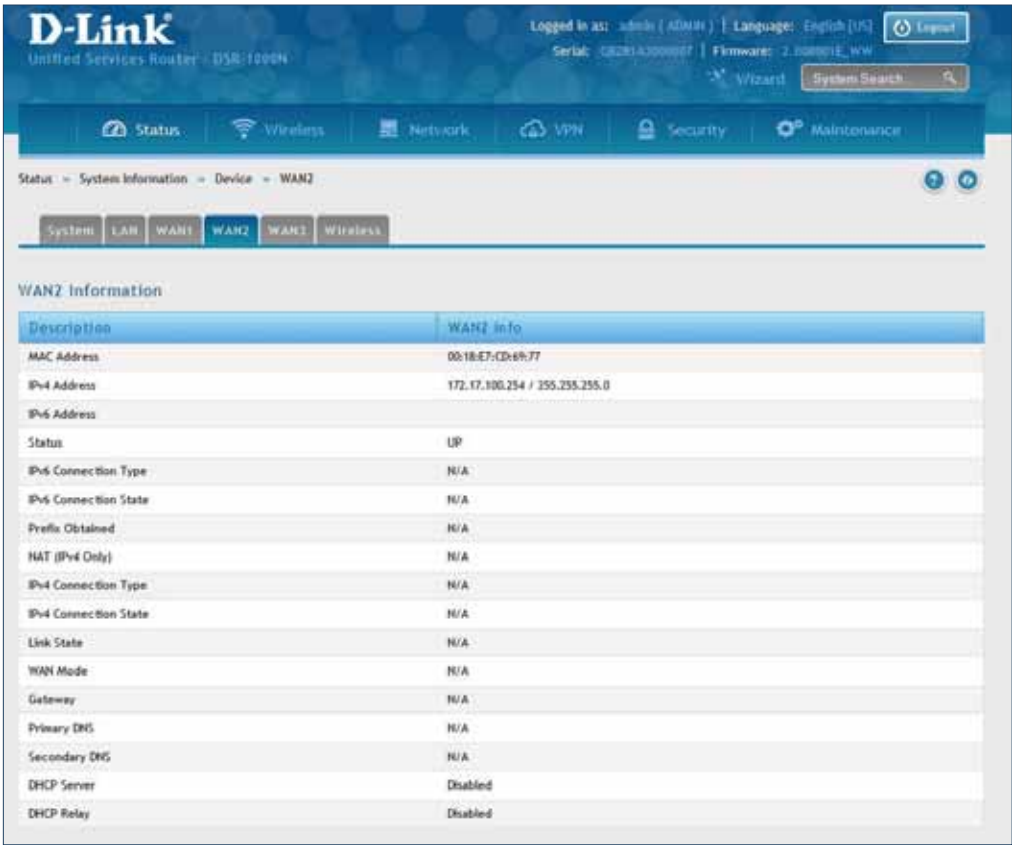 D-Link
Unified Services Router - DSR-1000N
Logged in as: admin ( ADMIN ) | Language: English [US]
Logout
Serial: | Firmware:
Wizard
System Search
Status
Wireless
Network
VPN
Security
Maintenance
Status » System Information » Device » WAN2
System LAN WAN1 WAN2 WAN3 Wireless
WAN2 Information
Description WAN2 Info
MAC Address 00:18:E7:CD:69:77
IPv4 Address 172.17.100.254 / 255.255.255.0
IPv6 Address
Status UP
IPv6 Connection Type N/A
IPv6 Connection State N/A
Prefix Obtained N/A
NAT (IPv4 Only) N/A
IPv4 Connection Type N/A
IPv4 Connection State N/A
Link State N/A
WAN Mode N/A
Gateway N/A
Primary DNS N/A
Secondary DNS N/A
DHCP Server Disabled
DHCP Relay Disabled